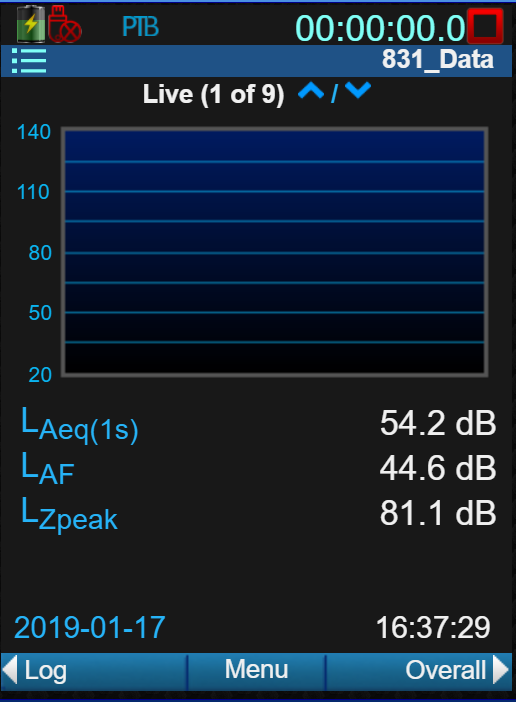 PTB 00:00:00.0
831_Data
Live (1 of 9) /
140
110
80
50
20
LAeq(1s) 54.2 dB
LAF 44.6 dB
LZpeak 81.1 dB
2019-01-17 16:37:29
Log Menu Overall